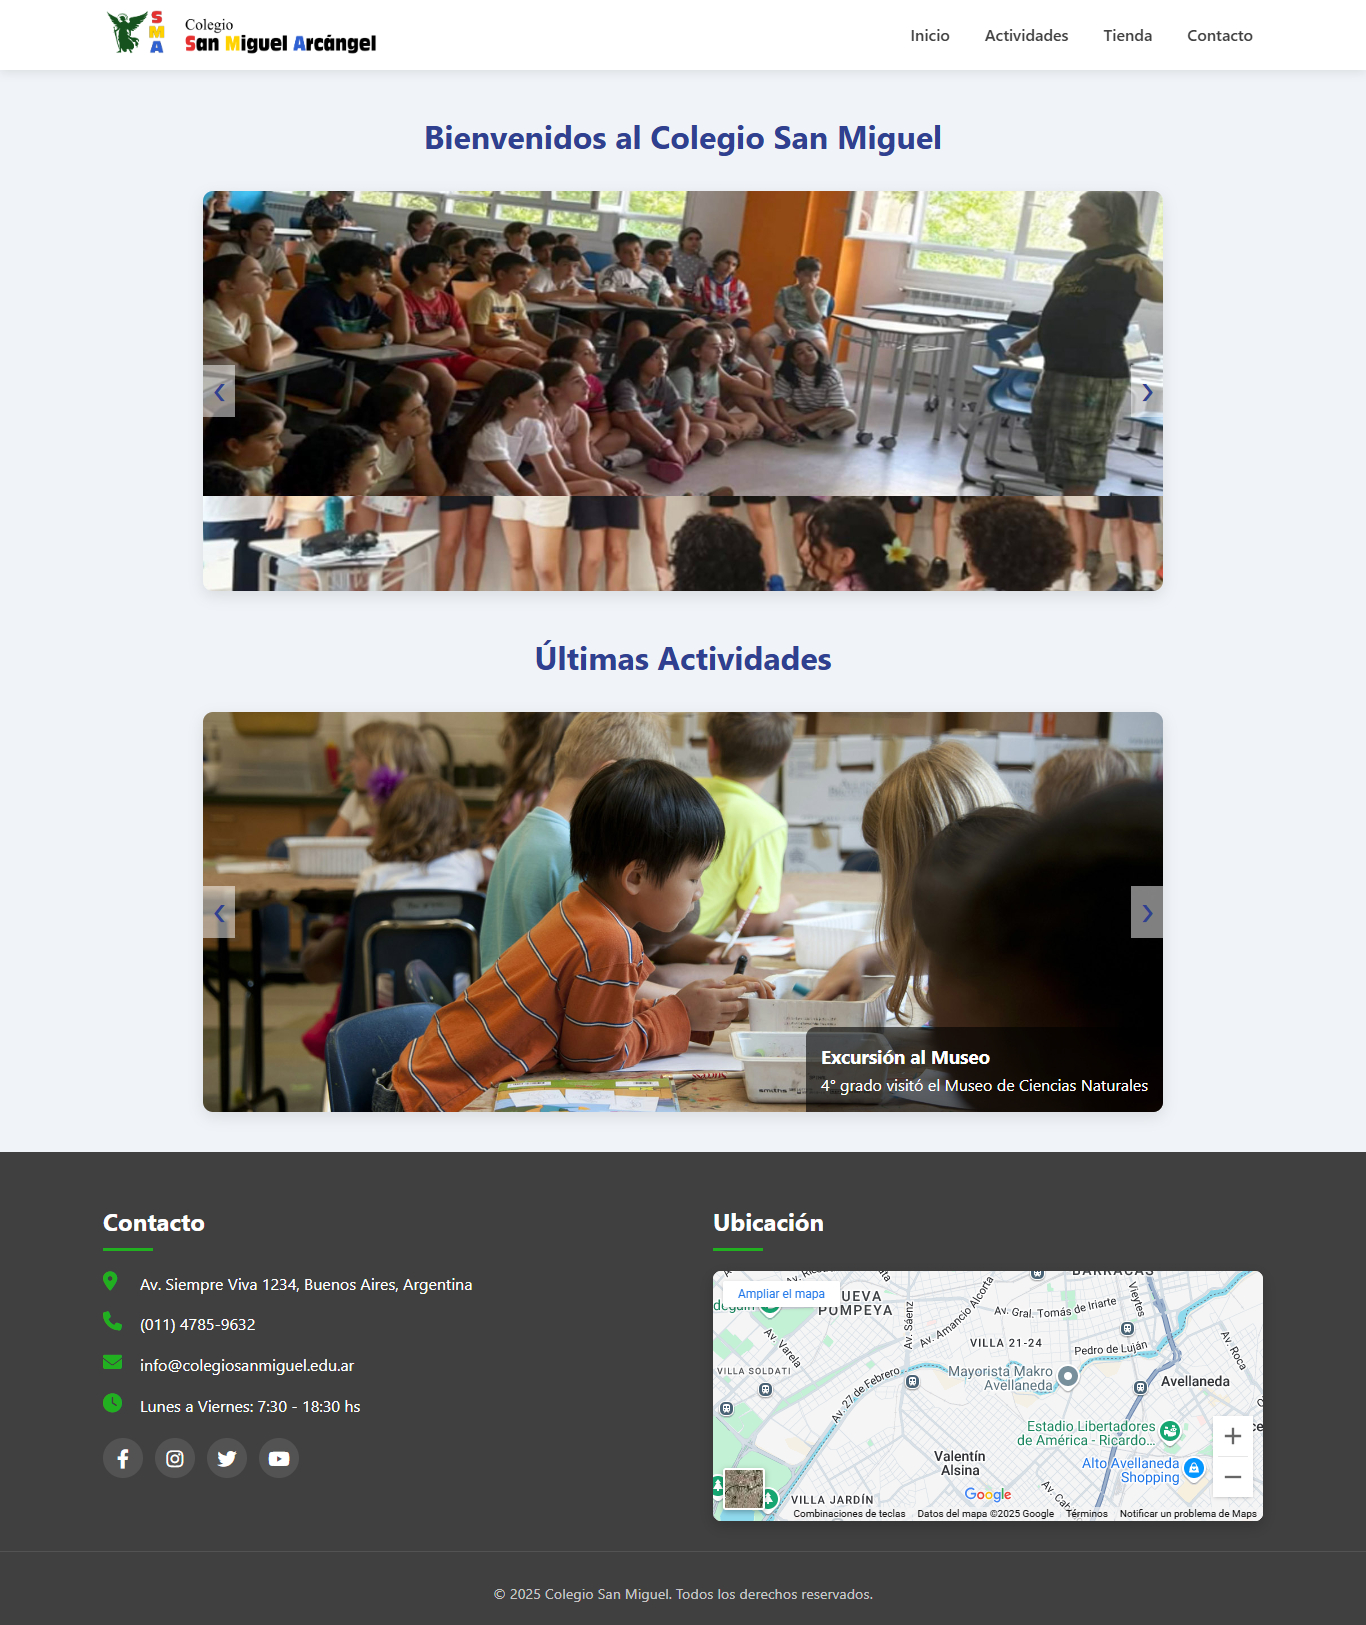 SMA
Colegio
San Miguel Arcángel
Inicio
Actividades
Tienda
Contacto
Bienvenidos al Colegio San Miguel
❮
❯
Últimas Actividades
❮
❯
Excursión al Museo
4° grado visitó el Museo de Ciencias Naturales
Contacto
Av. Siempre Viva 1234, Buenos Aires, Argentina
(011) 4785-9632
info@colegiosanmiguel.edu.ar
Lunes a Viernes: 7:30 - 18:30 hs
Ubicación
Ampliar el mapa
BARRACAS
UEVA
POMPEYA
Av. Sáenz
Av. Amancio Alcorta
Av. Gral. Tomás de Iriarte
Vieytes
Av. Varela
VILLA 21-24
Pedro de Luján
Av. Roca
VILLA SOLDATI
Mayorista Makro
Avellaneda
Avellaneda
Av. 27 de Febrero
Estadio Libertadores
de América - Ricardo...
Valentín
Alsina
Alto Avellaneda
Shopping
VILLA JARDÍN
Google
Combinaciones de teclas
Datos del mapa ©2025 Google
Términos
Notificar un problema de Maps
© 2025 Colegio San Miguel. Todos los derechos reservados.